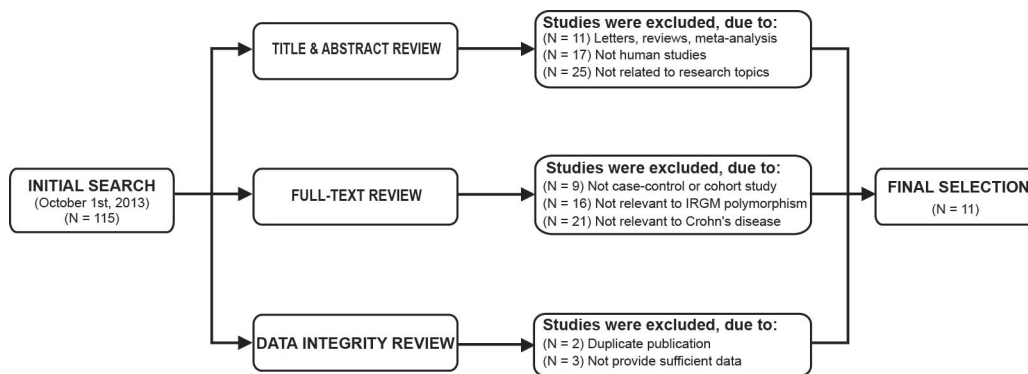 INITIAL SEARCH
(October 1st, 2013)
(N = 115)
TITLE & ABSTRACT REVIEW
Studies were excluded, due to:
(N = 11) Letters, reviews, meta-analysis
(N = 17) Not human studies
(N = 25) Not related to research topics
FULL-TEXT REVIEW
Studies were excluded, due to:
(N = 9) Not case-control or cohort study
(N = 16) Not relevant to IRGM polymorphism
(N = 21) Not relevant to Crohn's disease
DATA INTEGRITY REVIEW
Studies were excluded, due to:
(N = 2) Duplicate publication
(N = 3) Not provide sufficient data
FINAL SELECTION
(N = 11)